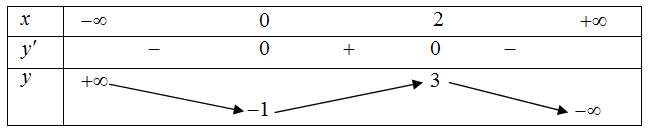 x −∞ 0 2 +∞
y′ − 0 + 0 −
y +∞ 3
−1 −∞